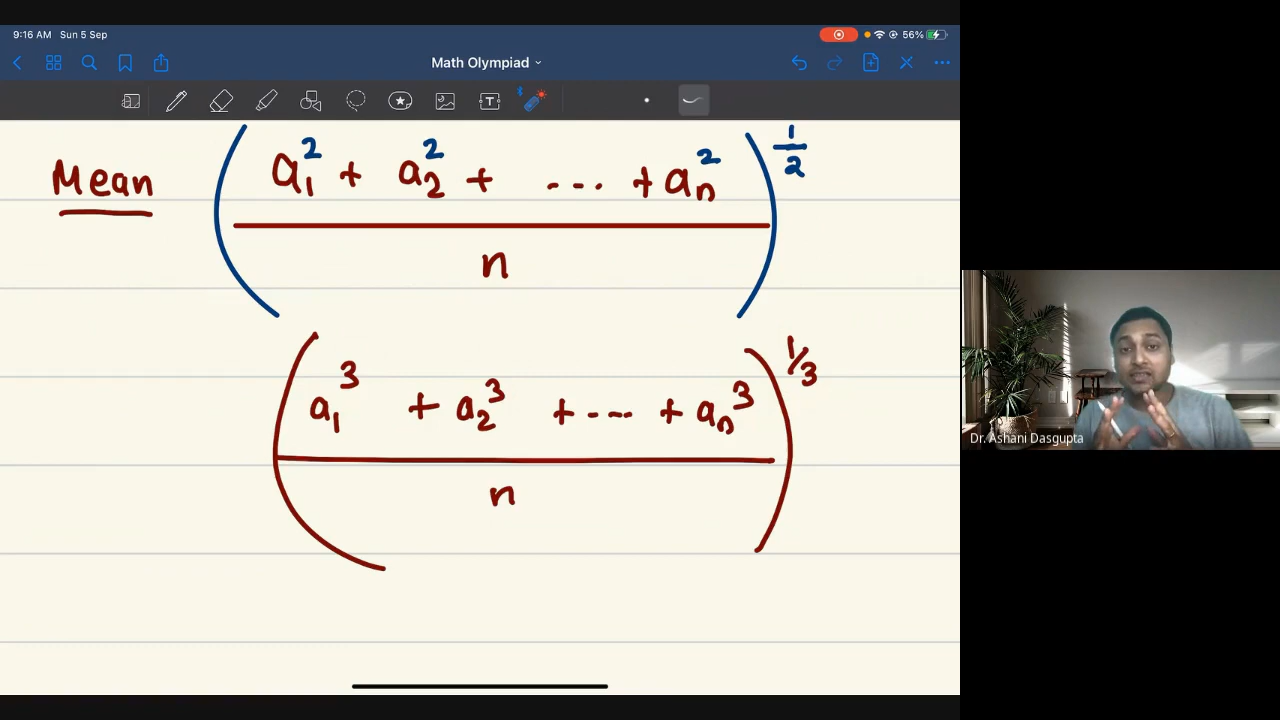 9:16 AM Sun 5 Sep 56%
Math Olympiad
T
Mean (a₁² + a₂² + ... + aₙ²)^1/2
n
(a₁³ + a₂³ + ... + aₙ³)^1/3
n
Dr. Ashani Dasgupta